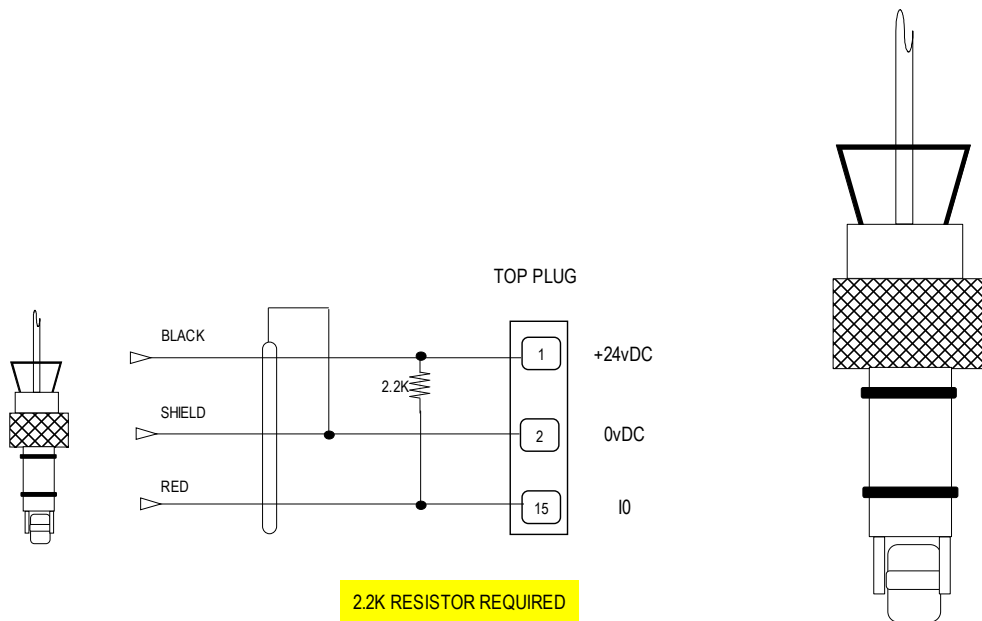 TOP PLUG
BLACK
1
+24vDC
2.2K
SHIELD
2
0vDC
RED
15
I0
2.2K RESISTOR REQUIRED